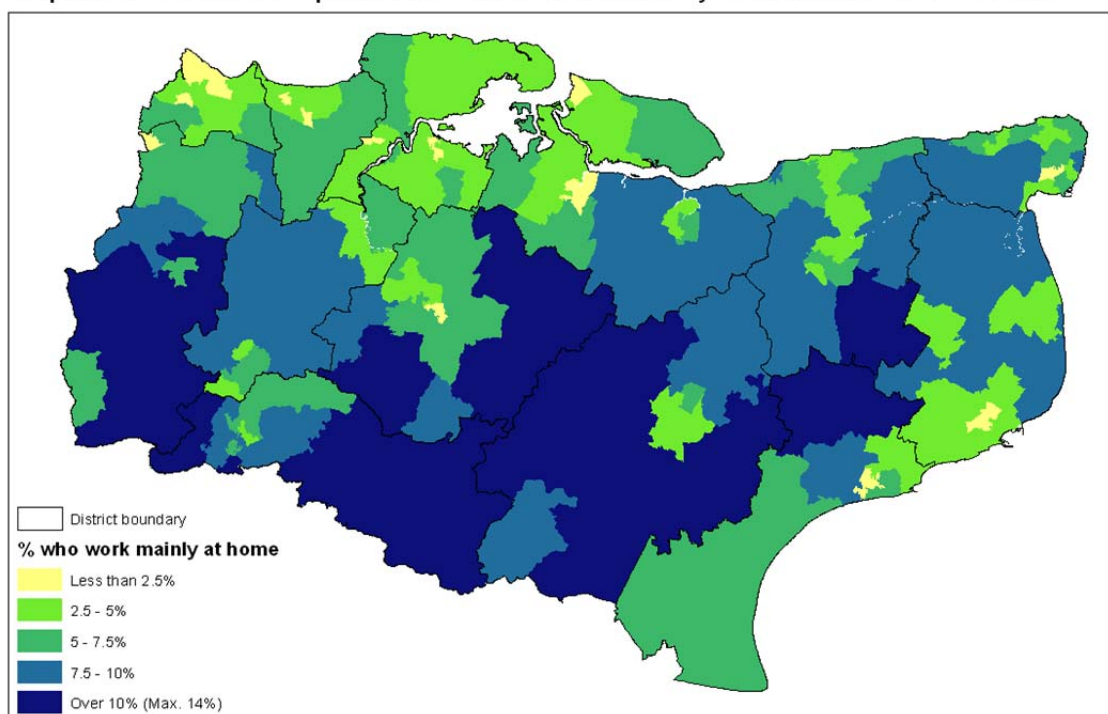 District boundary
% who work mainly at home
Less than 2.5%
2.5 - 5%
5 - 7.5%
7.5 - 10%
Over 10% (Max. 14%)